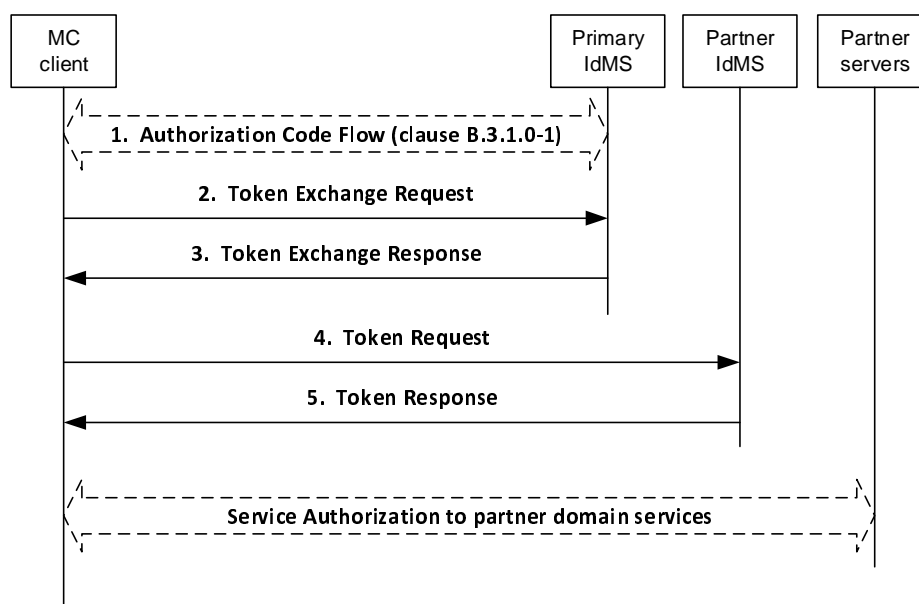 MC
client
Primary
IdMS
Partner
IdMS
Partner
servers
1. Authorization Code Flow (clause B.3.1.0-1)
2. Token Exchange Request
3. Token Exchange Response
4. Token Request
5. Token Response
Service Authorization to partner domain services